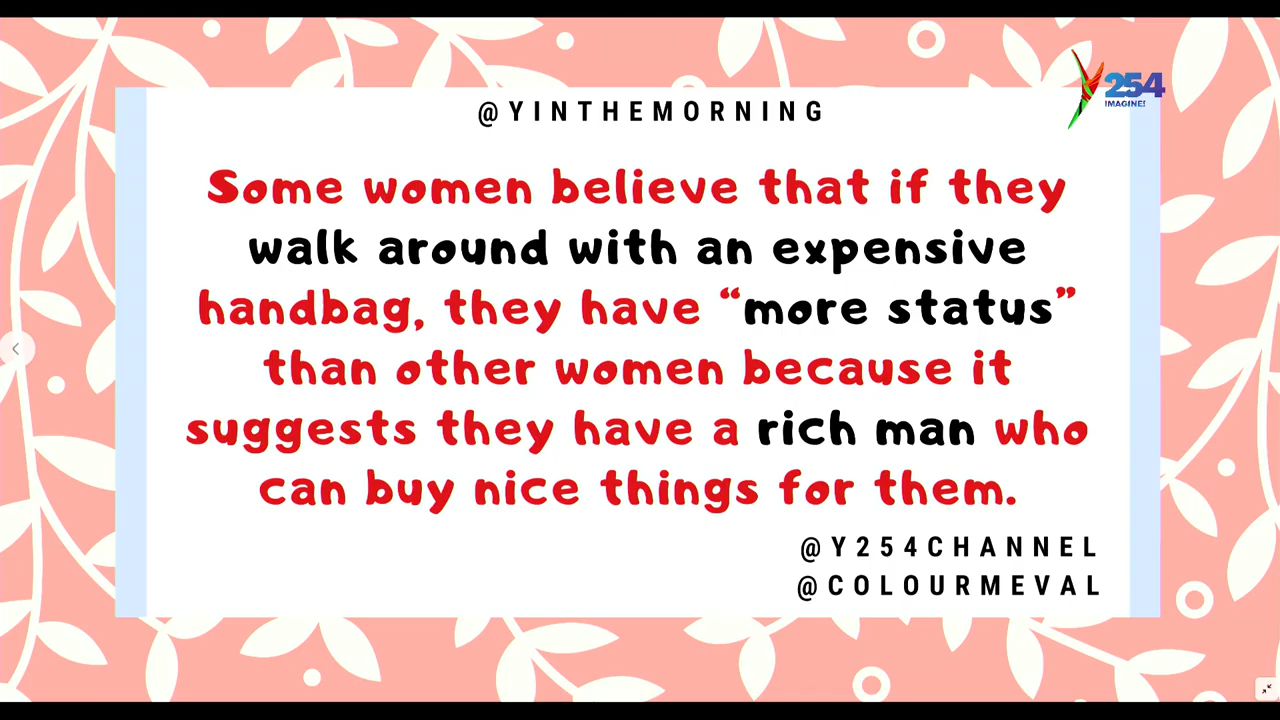 254
IMAGINE!
@YINTHEMORNING
Some women believe that if they
walk around with an expensive
handbag, they have “more status”
than other women because it
suggests they have a rich man who
can buy nice things for them.
@Y254CHANNEL
@COLOURMEVAL